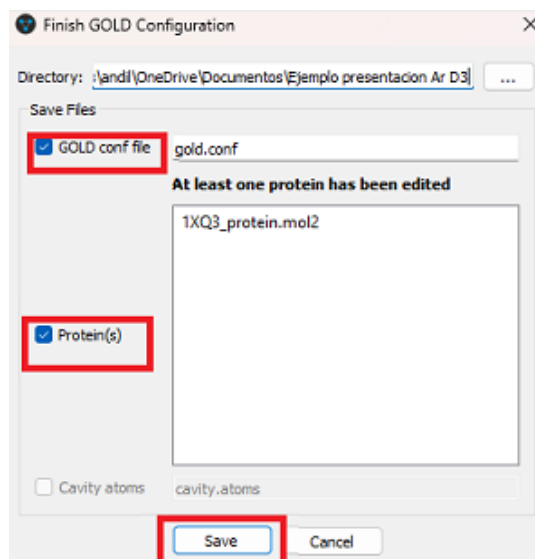 Finish GOLD Configuration
Directory: :\andil\OneDrive\Documentos\Ejemplo presentacion Ar D3 ...
Save Files
GOLD conf file gold.conf
At least one protein has been edited
1XQ3_protein.mol2
Protein(s)
Cavity atoms cavity.atoms
Save Cancel